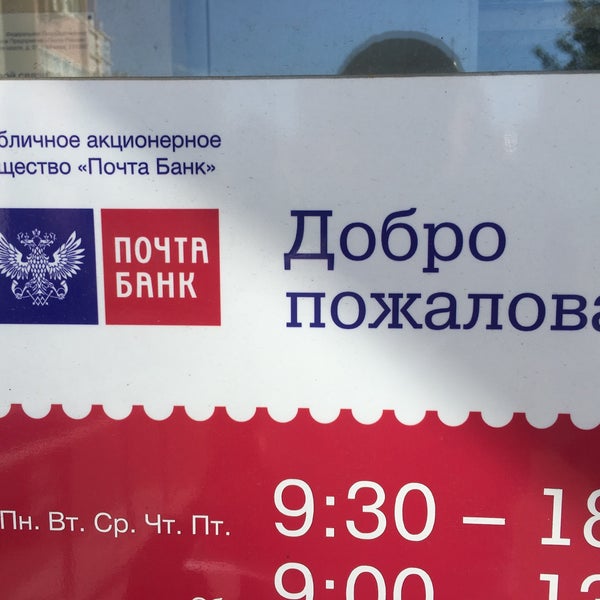 бличное акционерное
щество «Почта Банк»
ПОЧТА
БАНК
Добро
пожалова
Пн. Вт. Ср. Чт. Пт. 9:30 – 18
9:00